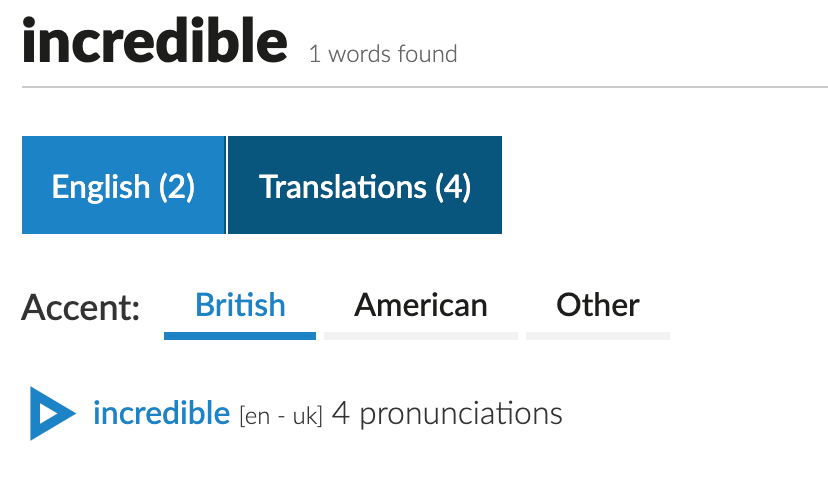 incredible 1 words found
English (2) Translations (4)
Accent: British American Other
incredible [en - uk] 4 pronunciations